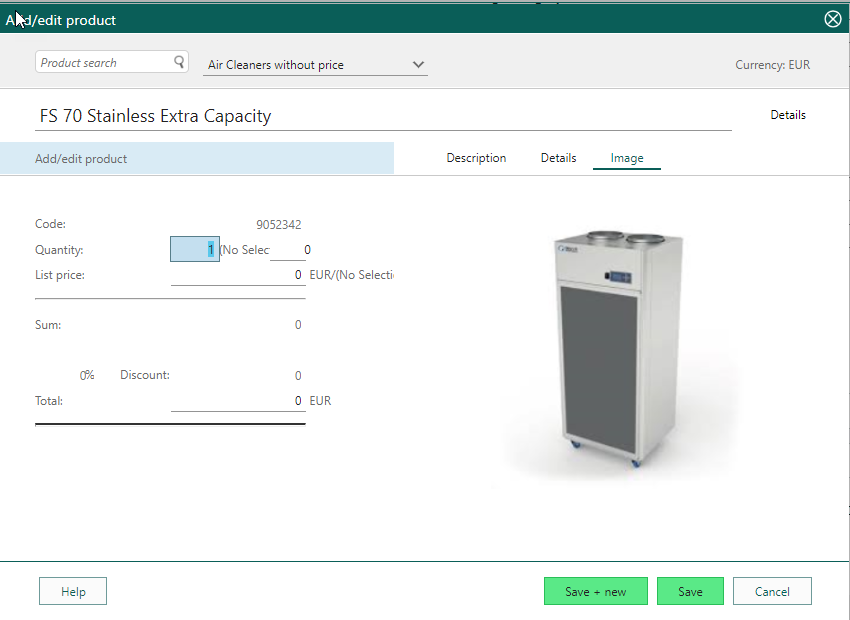 Add/edit product
Product search
Air Cleaners without price
Currency: EUR
FS 70 Stainless Extra Capacity
Details
Add/edit product
Description Details Image
Code: 9052342
Quantity: 1 (No Selec 0
List price: 0 EUR/(No Selecti
Sum: 0
0% Discount: 0
Total: 0 EUR
Help
Save + new
Save
Cancel